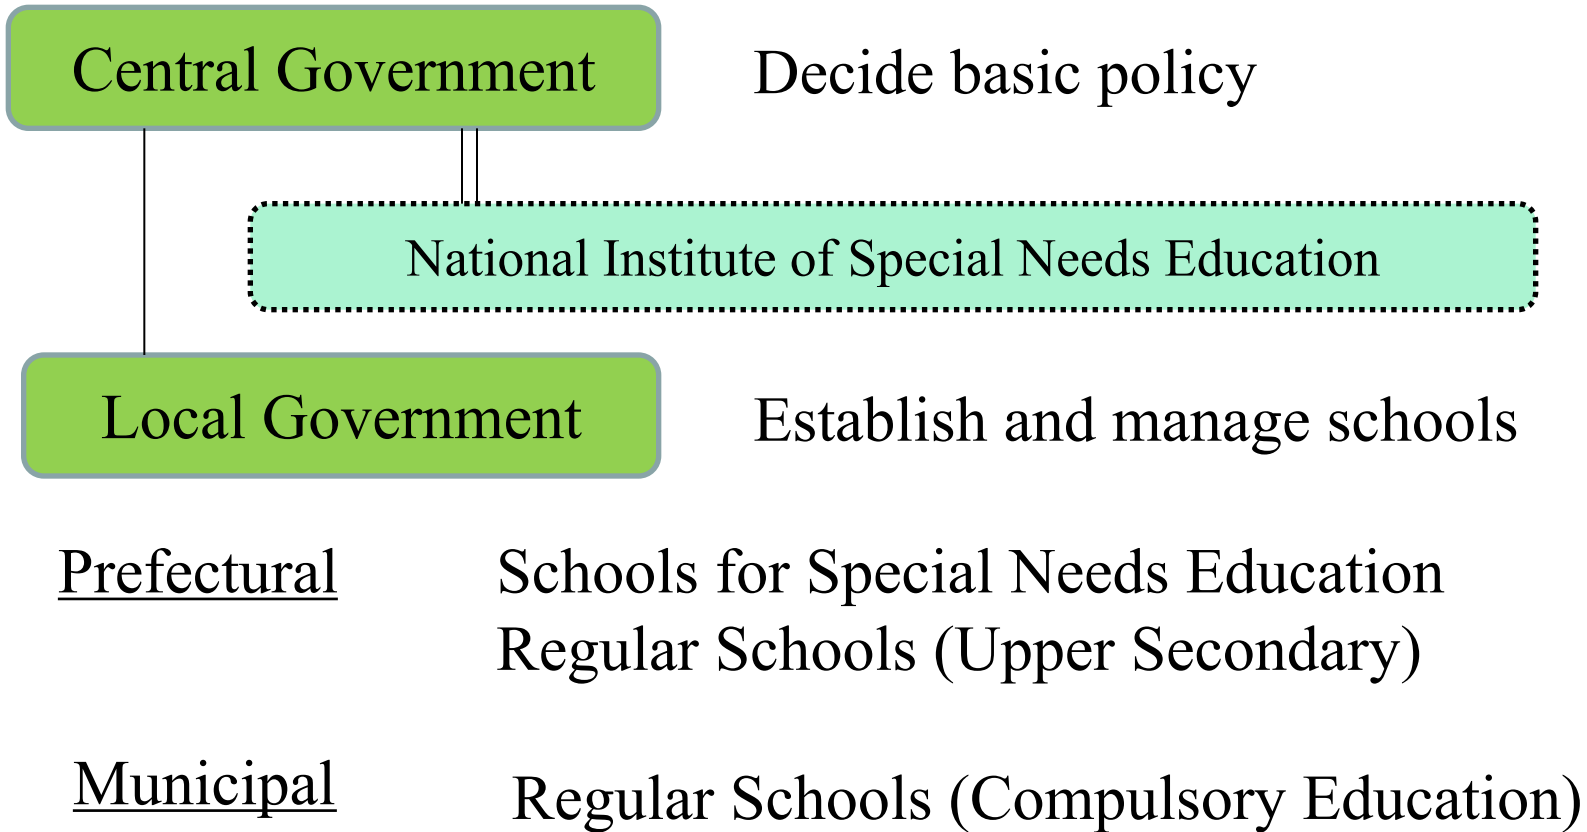 Central Government
Decide basic policy
National Institute of Special Needs Education
Local Government
Establish and manage schools
Prefectural
Schools for Special Needs Education
Regular Schools (Upper Secondary)
Municipal
Regular Schools (Compulsory Education)